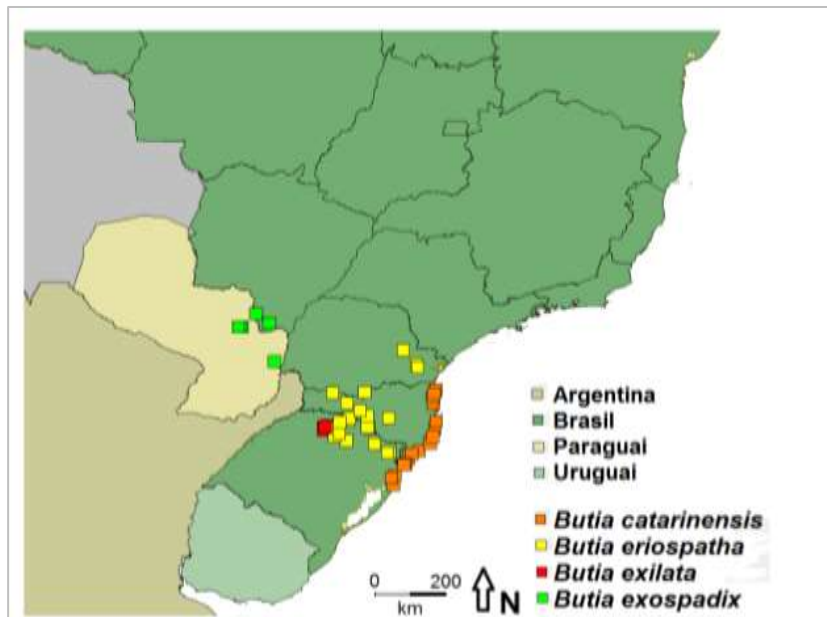 Argentina
Brasil
Paraguai
Uruguai
Butia catarinensis
Butia eriospatha
Butia exilata
Butia exospadix
0 200
km
N